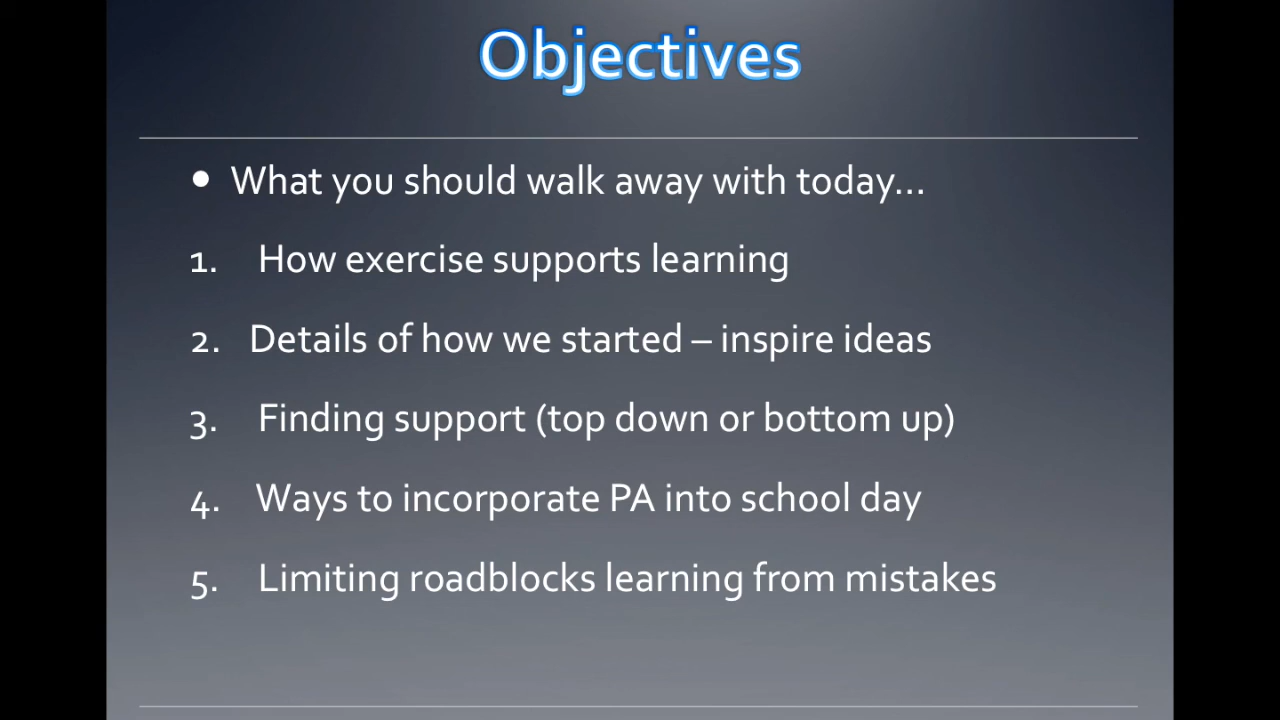 Objectives
• What you should walk away with today...
1. How exercise supports learning
2. Details of how we started – inspire ideas
3. Finding support (top down or bottom up)
4. Ways to incorporate PA into school day
5. Limiting roadblocks learning from mistakes